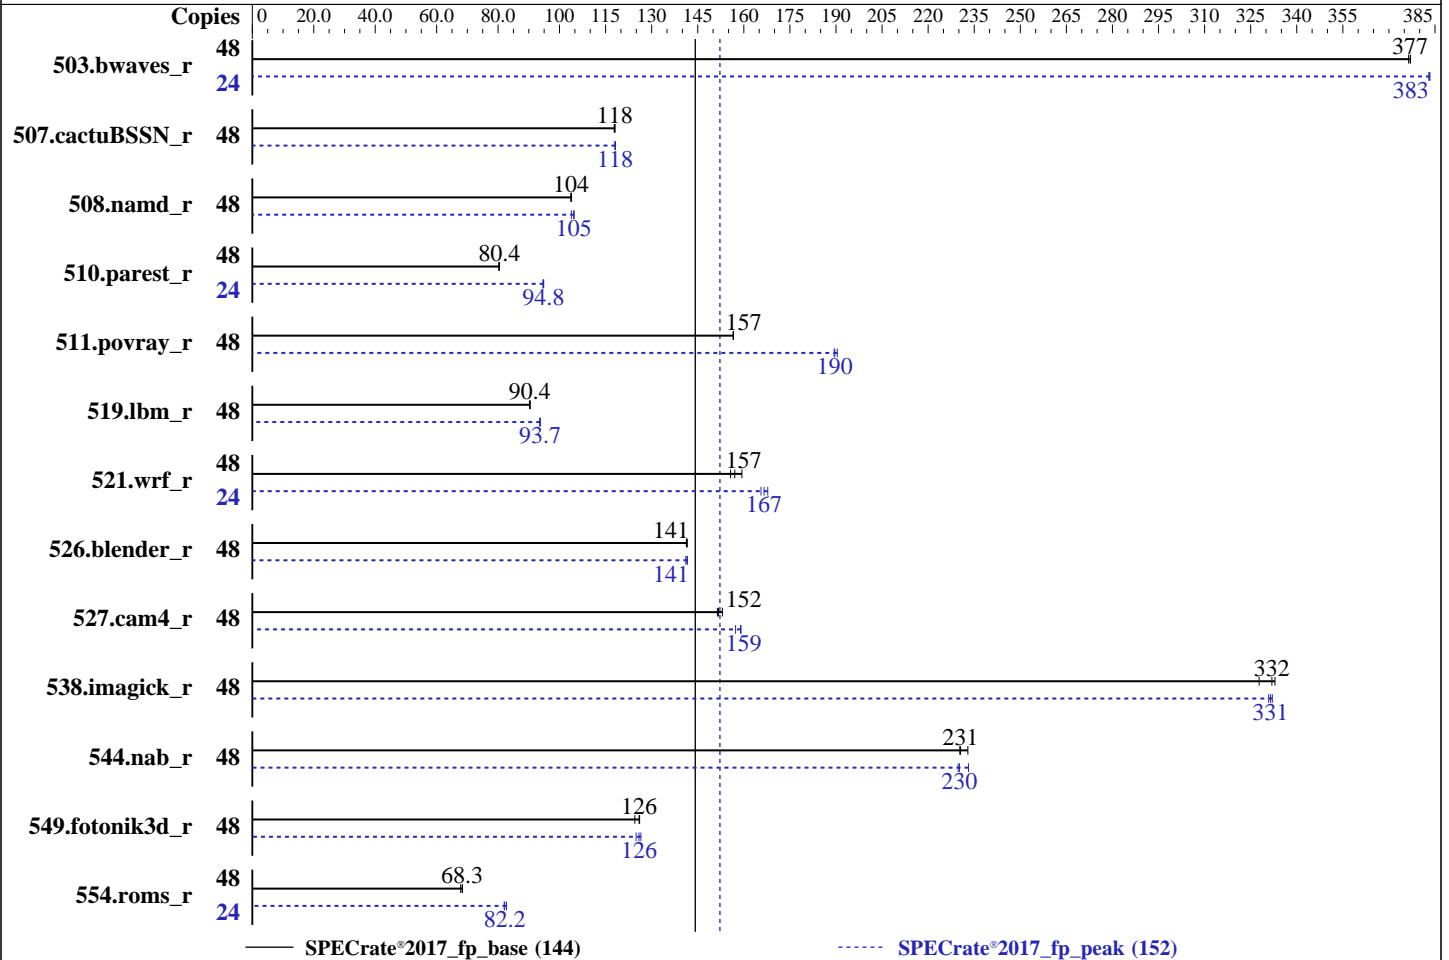 Copies 0 20.0 40.0 60.0 80.0 100 115 130 145 160 175 190 205 220 235 250 265 280 295 310 325 340 355 385
503.bwaves_r 48 377
24 383
507.cactuBSSN_r 48 118
118
508.namd_r 48 104
105
510.parest_r 48 80.4
24 94.8
511.povray_r 48 157
190
519.lbm_r 48 90.4
93.7
521.wrf_r 48 157
24 167
526.blender_r 48 141
141
527.cam4_r 48 152
159
538.imagick_r 48 332
331
544.nab_r 48 231
230
549.fotonik3d_r 48 126
126
554.roms_r 48 68.3
24 82.2
SPECrate®2017_fp_base (144) SPECrate®2017_fp_peak (152)